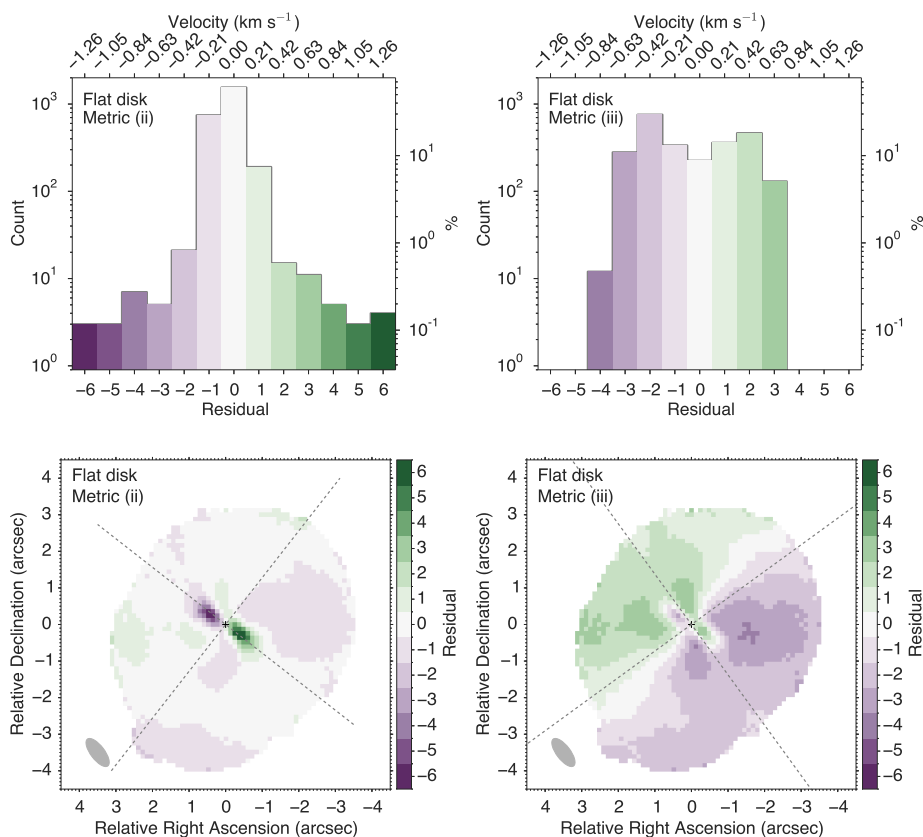 Velocity (km s⁻¹)
−1.26 −1.05 −0.84 −0.63 −0.42 −0.21 0.00 0.21 0.42 0.63 0.84 1.05 1.26
Flat disk
Metric (ii)
10³
10²
10¹
10⁰
Count
10¹
10⁰
10⁻¹
%
−6 −5 −4 −3 −2 −1 0 1 2 3 4 5 6
Residual
Velocity (km s⁻¹)
−1.26 −1.05 −0.84 −0.63 −0.42 −0.21 0.00 0.21 0.42 0.63 0.84 1.05 1.26
Flat disk
Metric (iii)
10³
10²
10¹
10⁰
Count
10¹
10⁰
10⁻¹
%
−6 −5 −4 −3 −2 −1 0 1 2 3 4 5 6
Residual
Flat disk
Metric (ii)
4
3
2
1
0
−1
−2
−3
−4
Relative Declination (arcsec)
4 3 2 1 0 −1 −2 −3 −4
Relative Right Ascension (arcsec)
6
5
4
3
2
1
0
−1
−2
−3
−4
−5
−6
Residual
Flat disk
Metric (iii)
4
3
2
1
0
−1
−2
−3
−4
Relative Declination (arcsec)
4 3 2 1 0 −1 −2 −3 −4
Relative Right Ascension (arcsec)
6
5
4
3
2
1
0
−1
−2
−3
−4
−5
−6
Residual